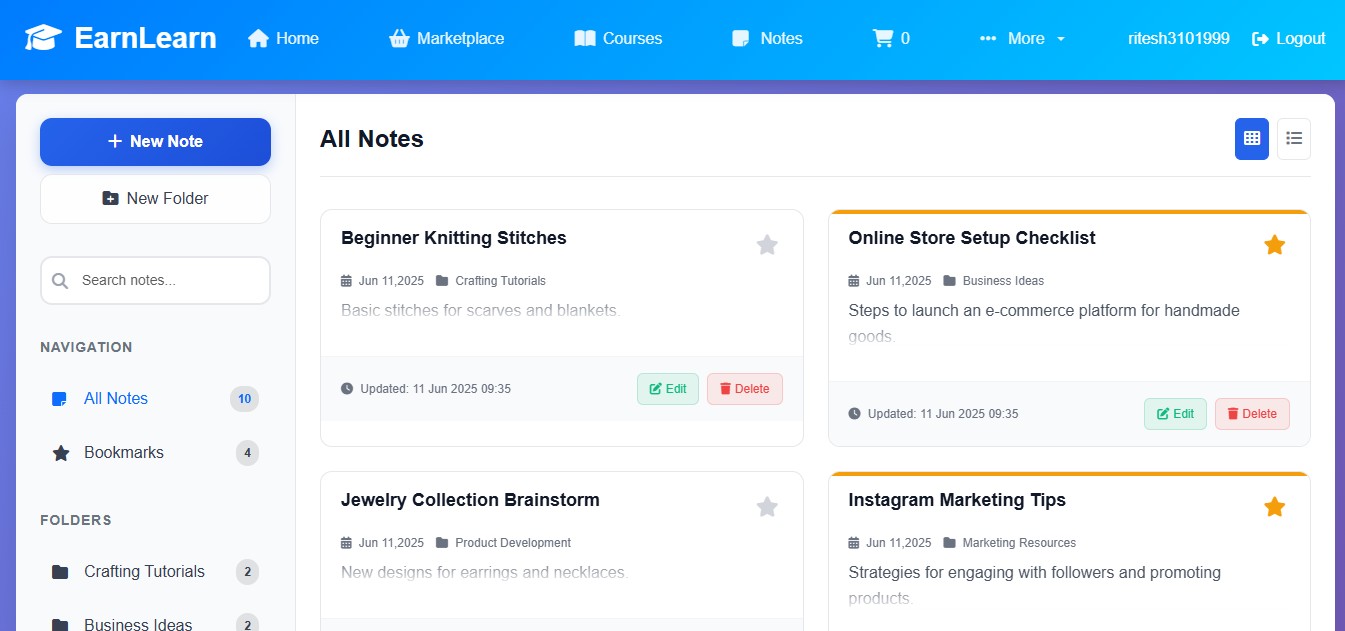 EarnLearn Home Marketplace Courses Notes 0 More ritesh3101999 Logout
New Note
New Folder
Search notes...
NAVIGATION
All Notes 10
Bookmarks 4
FOLDERS
Crafting Tutorials 2
Business Ideas 2
All Notes
Beginner Knitting Stitches
Jun 11,2025 Crafting Tutorials
Basic stitches for scarves and blankets.
Updated: 11 Jun 2025 09:35 Edit Delete
Online Store Setup Checklist
Jun 11,2025 Business Ideas
Steps to launch an e-commerce platform for handmade
goods.
Updated: 11 Jun 2025 09:35 Edit Delete
Jewelry Collection Brainstorm
Jun 11,2025 Product Development
New designs for earrings and necklaces.
Instagram Marketing Tips
Jun 11,2025 Marketing Resources
Strategies for engaging with followers and promoting
products.